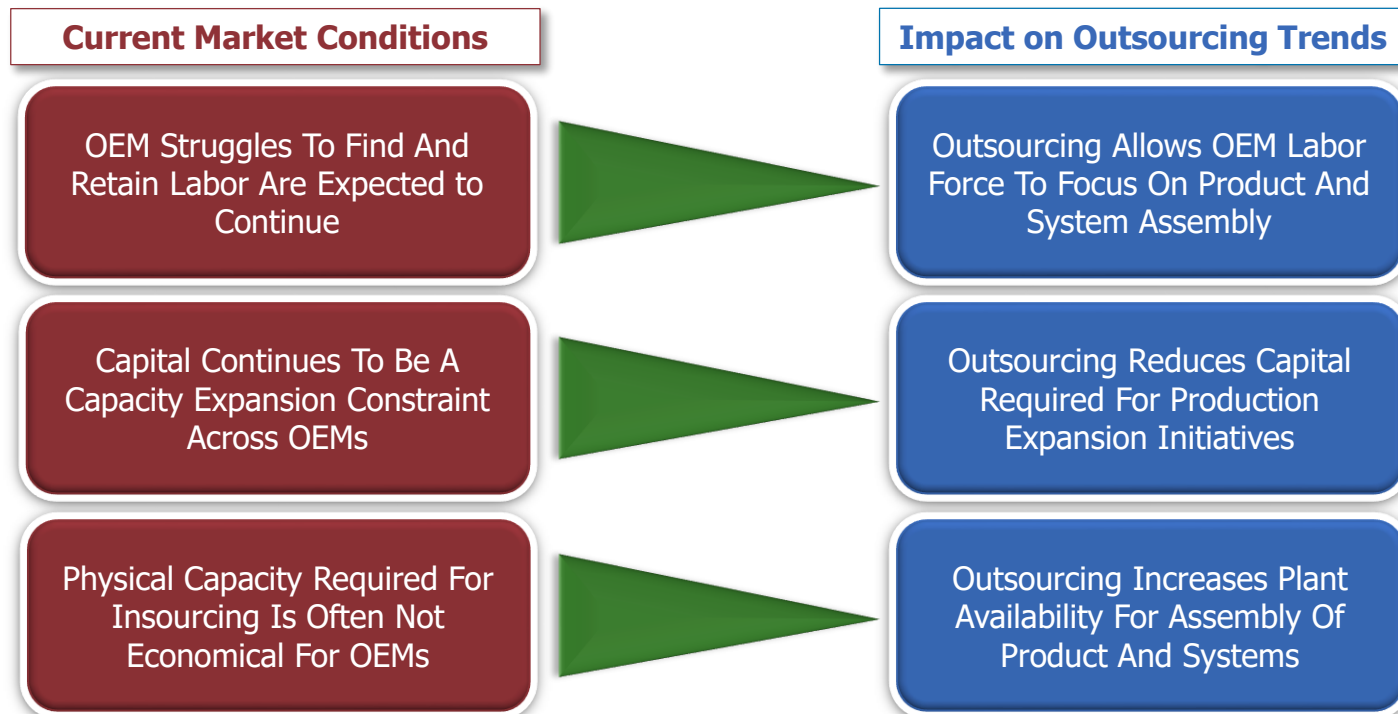 Current Market Conditions
Impact on Outsourcing Trends
OEM Struggles To Find And
Retain Labor Are Expected to
Continue
Outsourcing Allows OEM Labor
Force To Focus On Product And
System Assembly
Capital Continues To Be A
Capacity Expansion Constraint
Across OEMs
Outsourcing Reduces Capital
Required For Production
Expansion Initiatives
Physical Capacity Required For
Insourcing Is Often Not
Economical For OEMs
Outsourcing Increases Plant
Availability For Assembly Of
Product And Systems